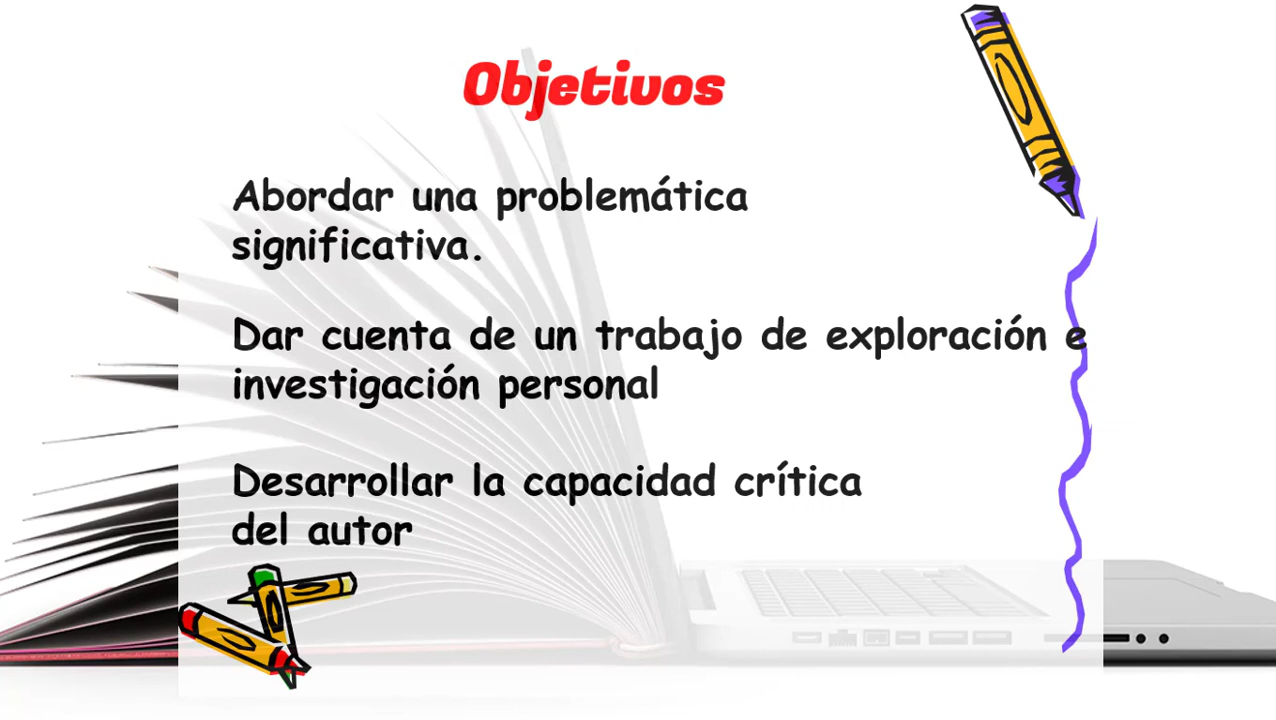 Objetivos
Abordar una problemática
significativa.
Dar cuenta de un trabajo de exploración e
investigación personal
Desarrollar la capacidad crítica
del autor